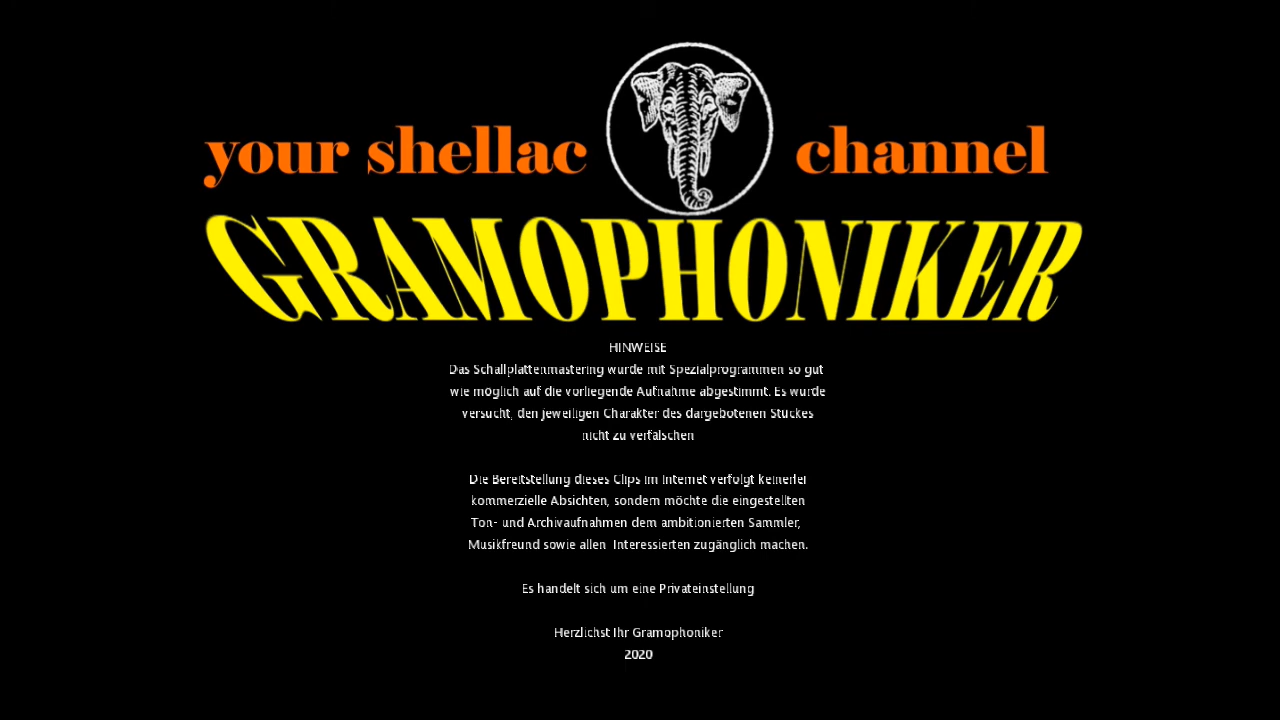 your shellac channel
GRAMOPHONIKER
HINWEISE
Das Schallplattenmastering wurde mit Spezialprogrammen so gut
wie möglich auf die vorliegende Aufnahme abgestimmt. Es wurde
versucht, den jeweiligen Charakter des dargebotenen Stückes
nicht zu verfälschen
Die Bereitstellung dieses Clips im Internet verfolgt keinerlei
kommerzielle Absichten, sondern möchte die eingestellten
Ton- und Archivaufnahmen dem ambitionierten Sammler,
Musikfreund sowie allen Interessierten zugänglich machen.
Es handelt sich um eine Privateinstellung
Herzlichst Ihr Gramophoniker
2020